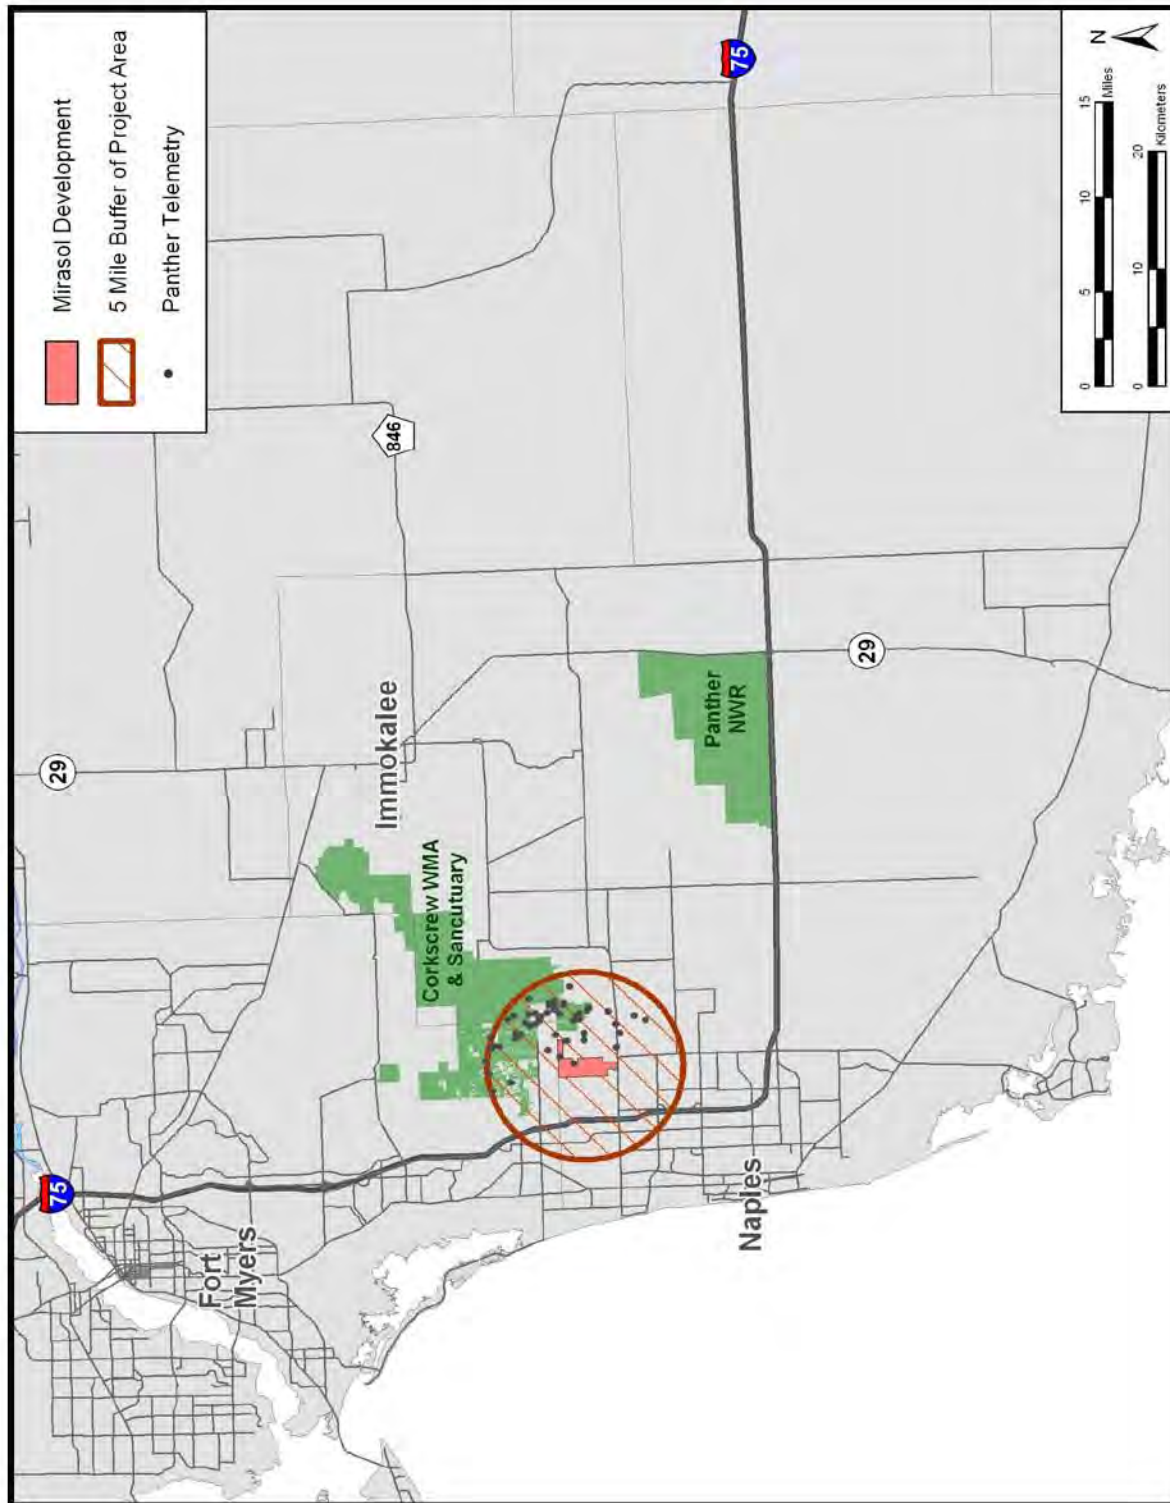 Mirasol Development
5 Mile Buffer of Project Area
Panther Telemetry
75
29
846
Immokalee
Corkscrew WMA
& Sancutuary
Panther
NWR
29
75
Fort
Myers
Naples
75
N
0 5 10 15
Miles
0 10 20
Kilometers